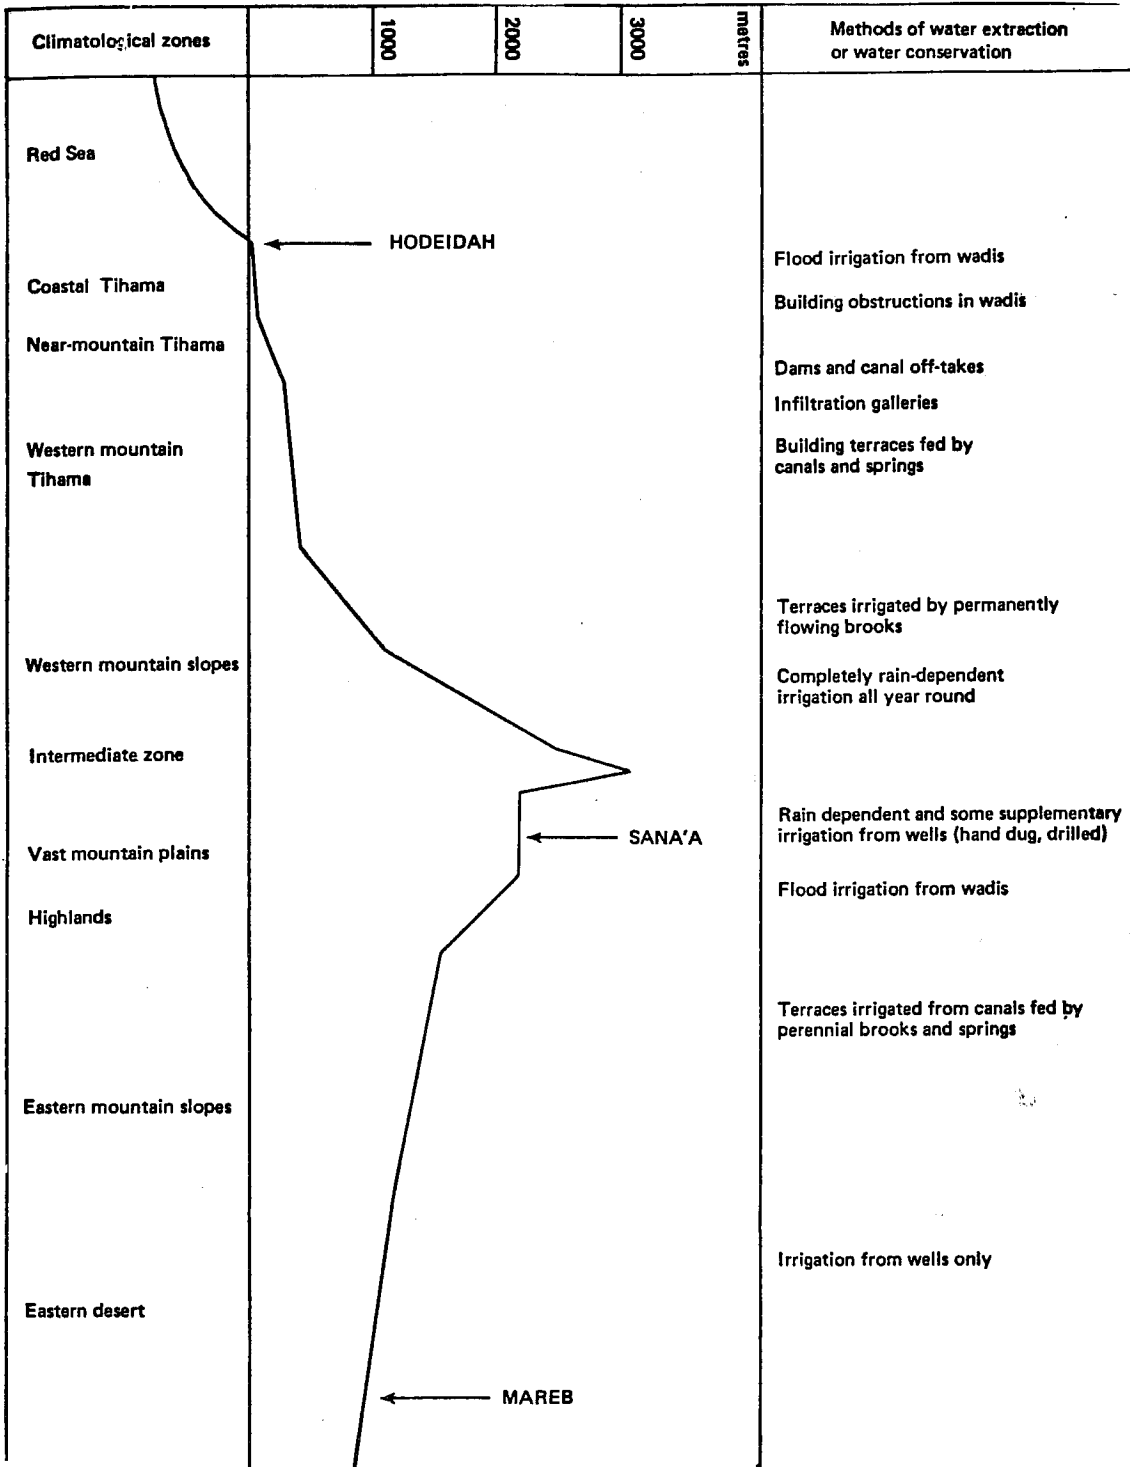 Climatological zones
1000
2000
3000
metres
Methods of water extraction
or water conservation
Red Sea
HODEIDAH
Flood irrigation from wadis
Coastal Tihama
Building obstructions in wadis
Near-mountain Tihama
Dams and canal off-takes
Infiltration galleries
Western mountain
Tihama
Building terraces fed by
canals and springs
Terraces irrigated by permanently
flowing brooks
Western mountain slopes
Completely rain-dependent
irrigation all year round
Intermediate zone
Rain dependent and some supplementary
irrigation from wells (hand dug, drilled)
SANA'A
Vast mountain plains
Flood irrigation from wadis
Highlands
Terraces irrigated from canals fed by
perennial brooks and springs
Eastern mountain slopes
Irrigation from wells only
Eastern desert
MAREB